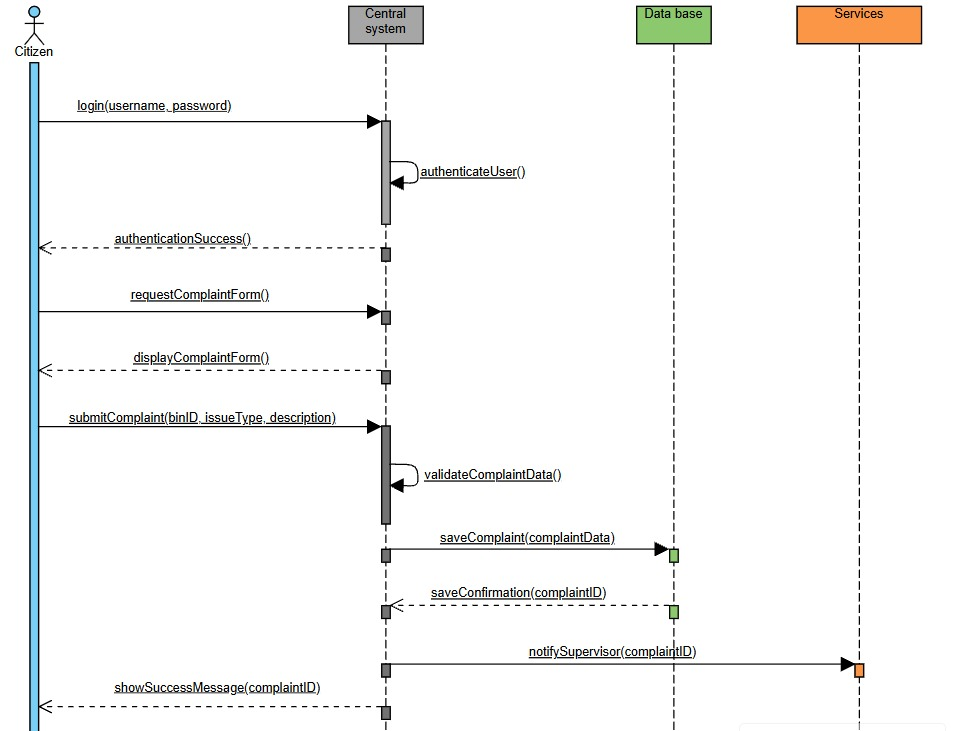 Citizen
Central
system
Data base
Services
login(username, password)
authenticateUser()
authenticationSuccess()
requestComplaintForm()
displayComplaintForm()
submitComplaint(binID, issueType, description)
validateComplaintData()
saveComplaint(complaintData)
saveConfirmation(complaintID)
notifySupervisor(complaintID)
showSuccessMessage(complaintID)